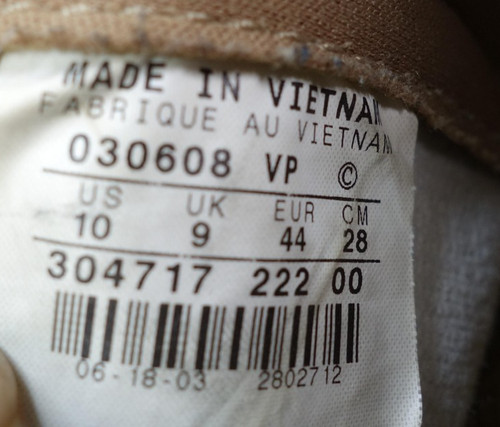 MADE IN VIETNAM
FABRIQUE AU VIETNAM
030608 VP ©
US UK EUR CM
10 9 44 28
304717 222 00
06-18-03 2802712